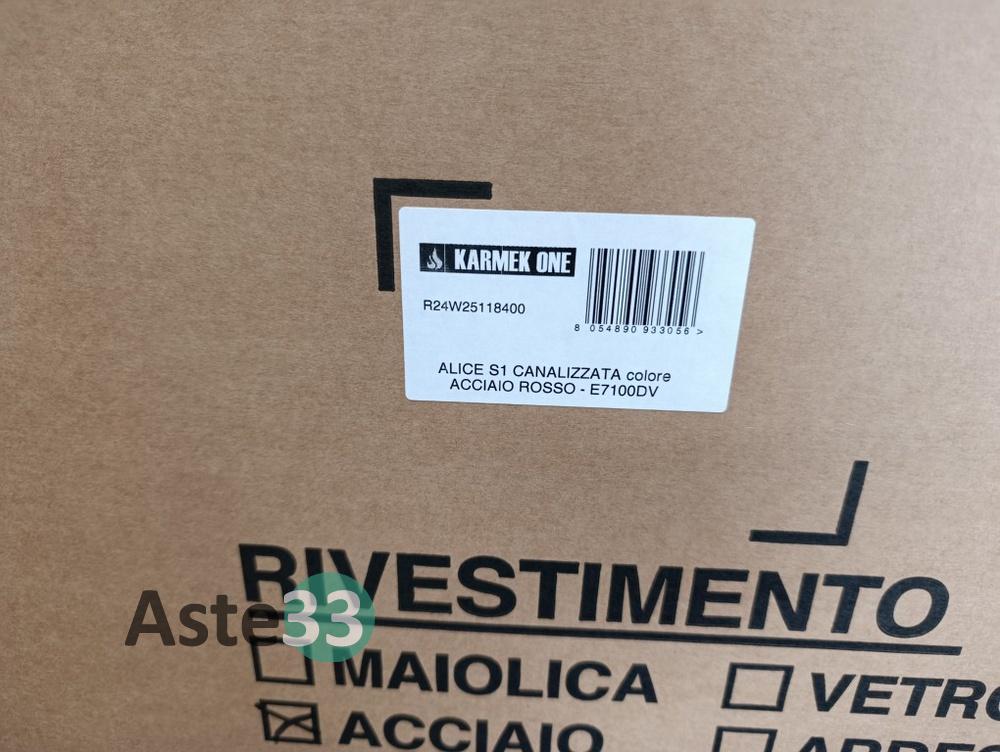 KARMEK ONE
R24W25118400
8 054890 933056 >
ALICE S1 CANALIZZATA colore
ACCIAIO ROSSO - E7100DV
RIVESTIMENTO
Aste33
MAIOLICA
ACCIAIO